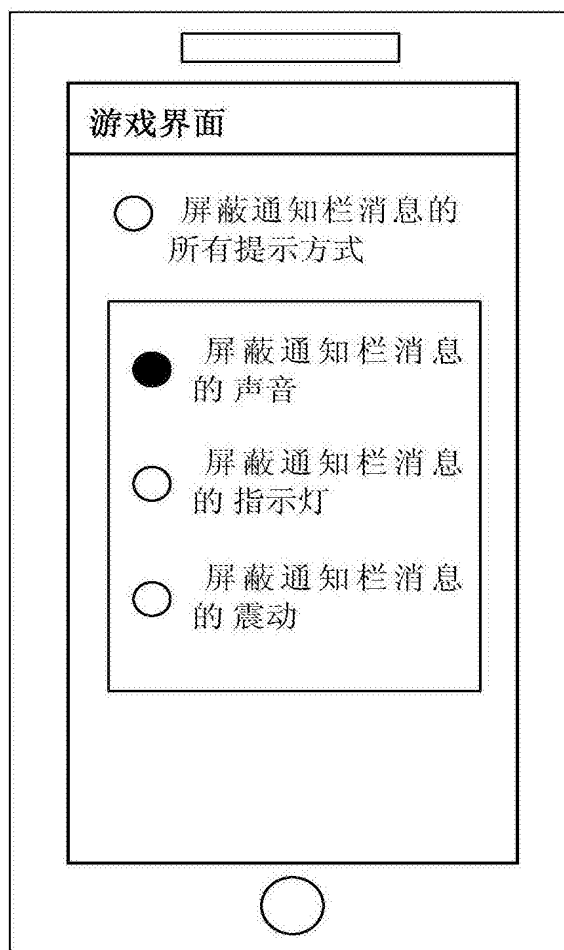 游戏界面
屏蔽通知栏消息的
所有提示方式
屏蔽通知栏消息
的 声音
屏蔽通知栏消息
的 指示灯
屏蔽通知栏消息
的 震动